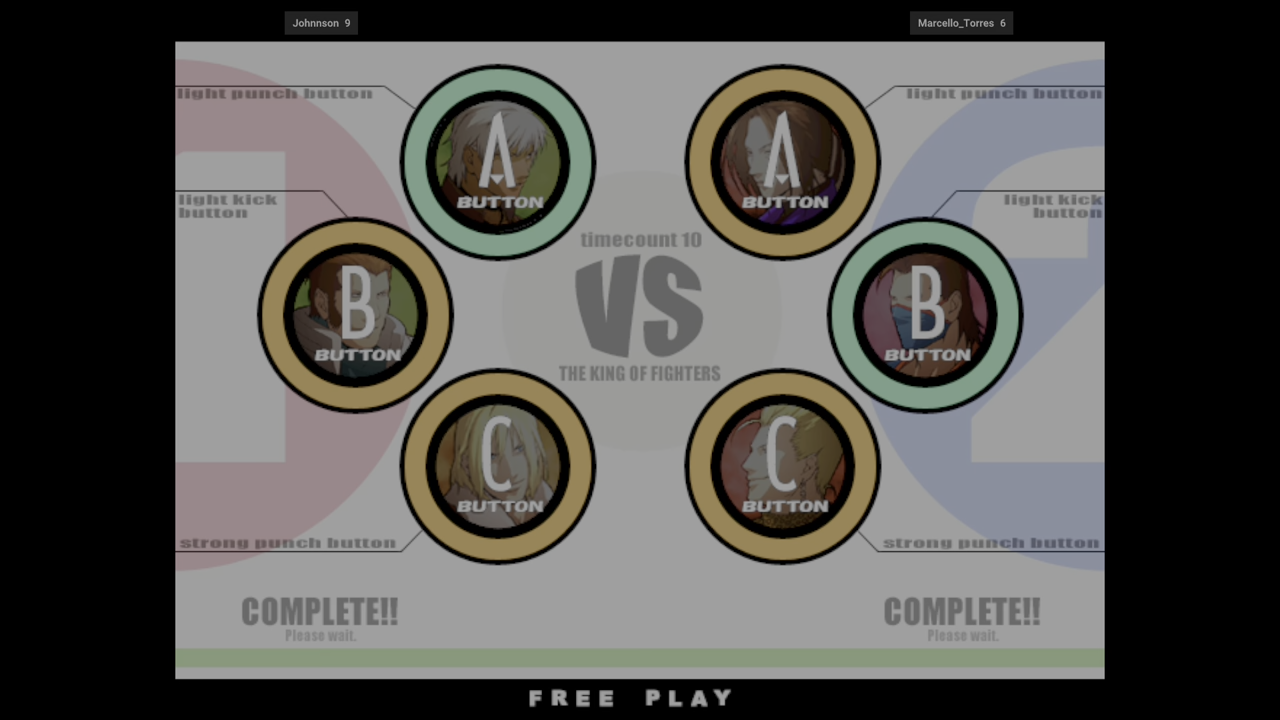 Johnnson 9
Marcello_Torres 6
light punch button
light punch button
A
BUTTON
A
BUTTON
light kick
button
light kick
button
timecount 10
VS
THE KING OF FIGHTERS
1
2
B
BUTTON
B
BUTTON
C
BUTTON
C
BUTTON
strong punch button
strong punch button
COMPLETE!!
Please wait.
COMPLETE!!
Please wait.
FREE PLAY